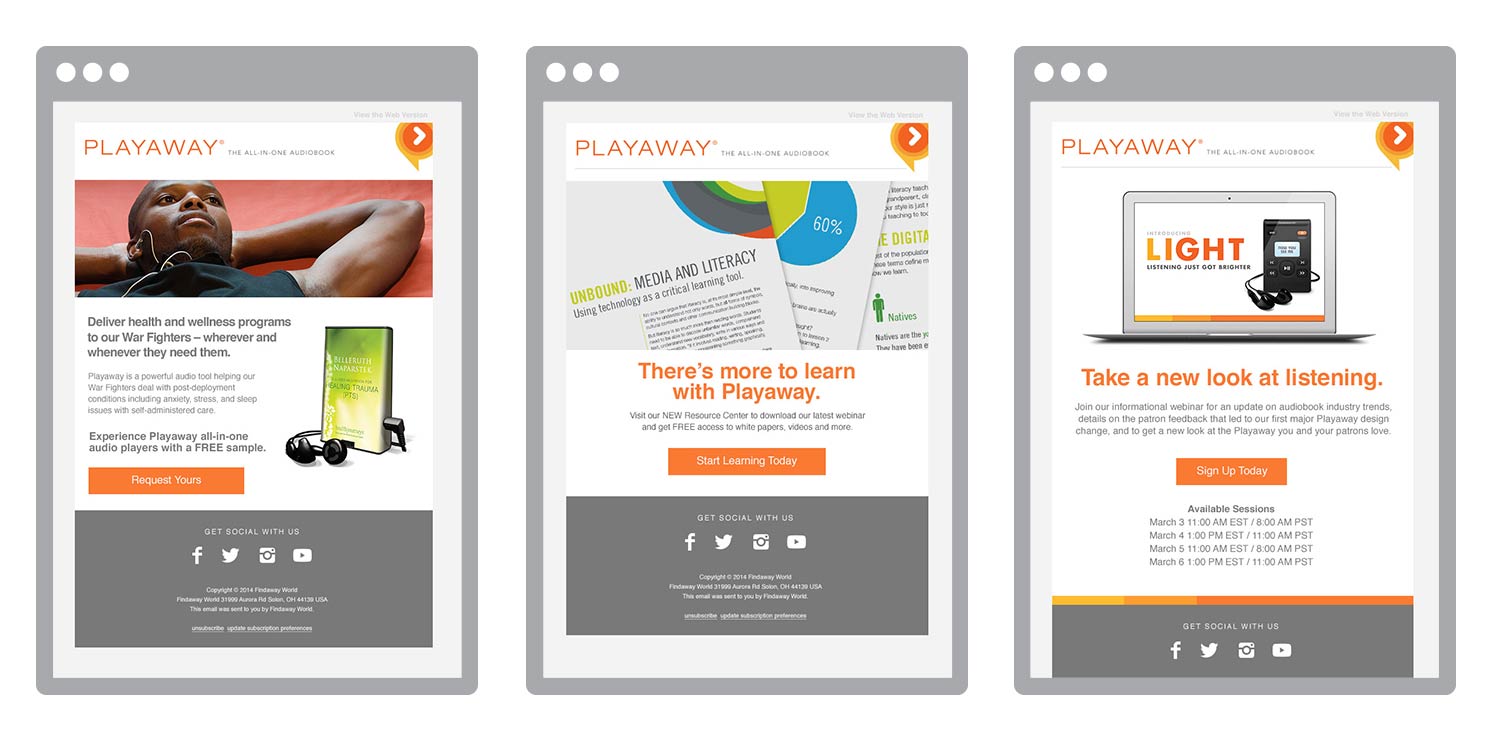 View the Web Version
PLAYAWAY® THE ALL-IN-ONE AUDIOBOOK
Deliver health and wellness programs
to our War Fighters – wherever and
whenever they need them.
Playaway is a powerful audio tool helping our
War Fighters deal with post-deployment
conditions including anxiety, stress, and sleep
issues with self-administered care.
Experience Playaway all-in-one
audio players with a FREE sample.
Request Yours
BELLERUTH
NAPARSTEK
HEALING TRAUMA
(PTS)
GET SOCIAL WITH US
Copyright © 2014 Findaway World
Findaway World 31999 Aurora Rd Solon, OH 44139 USA
This email was sent to you by Findaway World.
unsubscribe update subscription preferences
View the Web Version
PLAYAWAY® THE ALL-IN-ONE AUDIOBOOK
60%
UNBOUND: MEDIA AND LITERACY
Using technology as a critical learning tool.
E DIGITA
Natives
Natives are the yo
They have been e
There's more to learn
with Playaway.
Visit our NEW Resource Center to download our latest webinar
and get FREE access to white papers, videos and more.
Start Learning Today
GET SOCIAL WITH US
Copyright © 2014 Findaway World
Findaway World 31999 Aurora Rd Solon, OH 44139 USA
This email was sent to you by Findaway World.
unsubscribe update subscription preferences
View the Web Version
PLAYAWAY® THE ALL-IN-ONE AUDIOBOOK
INTRODUCING
LIGHT
LISTENING JUST GOT BRIGHTER
Take a new look at listening.
Join our informational webinar for an update on audiobook industry trends,
details on the patron feedback that led to our first major Playaway design
change, and to get a new look at the Playaway you and your patrons love.
Sign Up Today
Available Sessions
March 3 11:00 AM EST / 8:00 AM PST
March 4 1:00 PM EST / 11:00 AM PST
March 5 11:00 AM EST / 8:00 AM PST
March 6 1:00 PM EST / 11:00 AM PST
GET SOCIAL WITH US